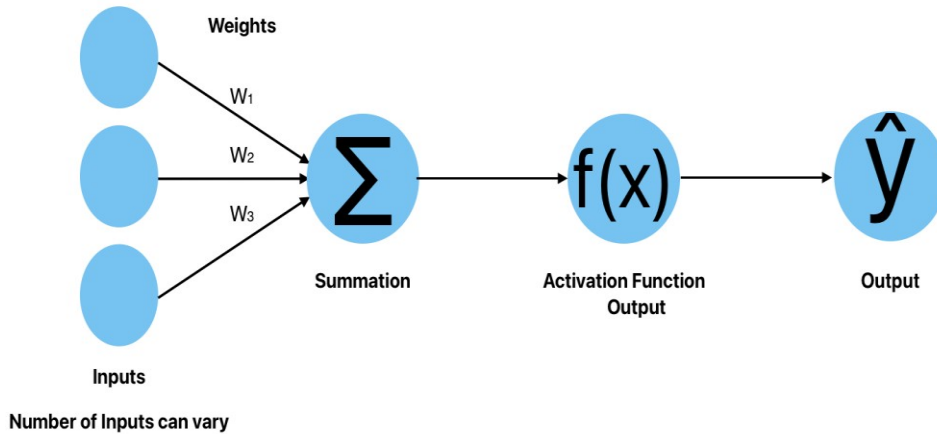 Weights
W₁
W₂
W₃
Σ
f(x)
ŷ
Summation
Activation Function
Output
Output
Inputs
Number of Inputs can vary